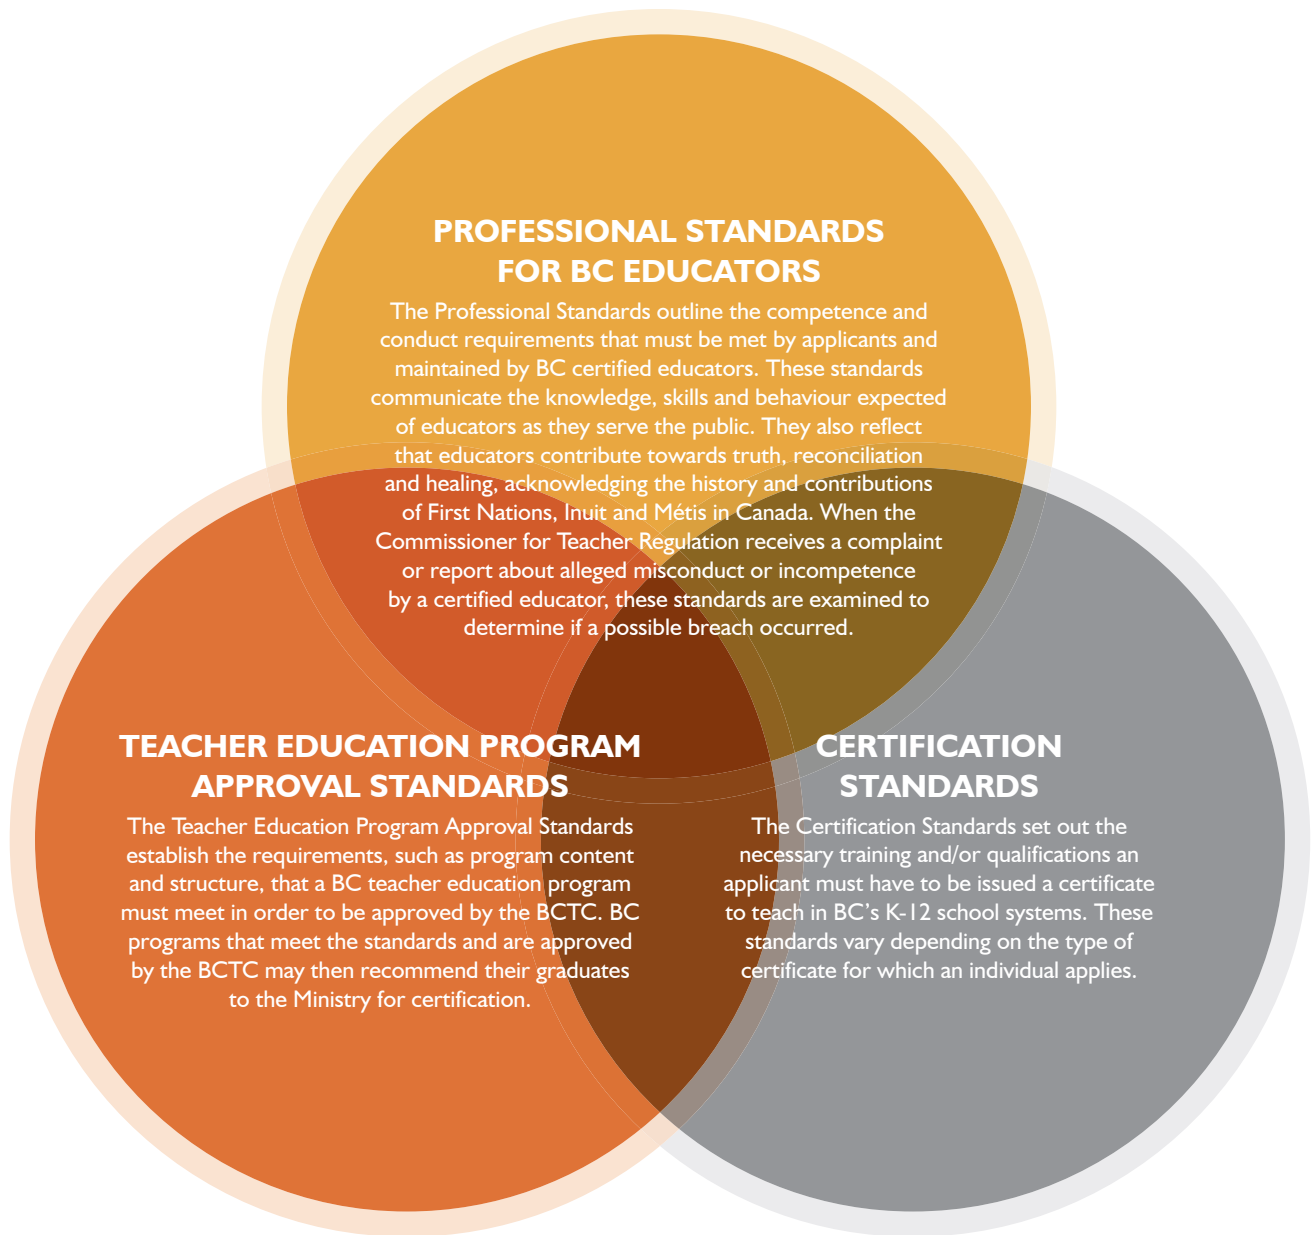 PROFESSIONAL STANDARDS
FOR BC EDUCATORS
The Professional Standards outline the competence and
conduct requirements that must be met by applicants and
maintained by BC certified educators. These standards
communicate the knowledge, skills and behaviour expected
of educators as they serve the public. They also reflect
that educators contribute towards truth, reconciliation
and healing, acknowledging the history and contributions
of First Nations, Inuit and Métis in Canada. When the
Commissioner for Teacher Regulation receives a complaint
or report about alleged misconduct or incompetence
by a certified educator, these standards are examined to
determine if a possible breach occurred.
TEACHER EDUCATION PROGRAM
APPROVAL STANDARDS
The Teacher Education Program Approval Standards
establish the requirements, such as program content
and structure, that a BC teacher education program
must meet in order to be approved by the BCTC. BC
programs that meet the standards and are approved
by the BCTC may then recommend their graduates
to the Ministry for certification.
CERTIFICATION
STANDARDS
The Certification Standards set out the
necessary training and/or qualifications an
applicant must have to be issued a certificate
to teach in BC's K-12 school systems. These
standards vary depending on the type of
certificate for which an individual applies.